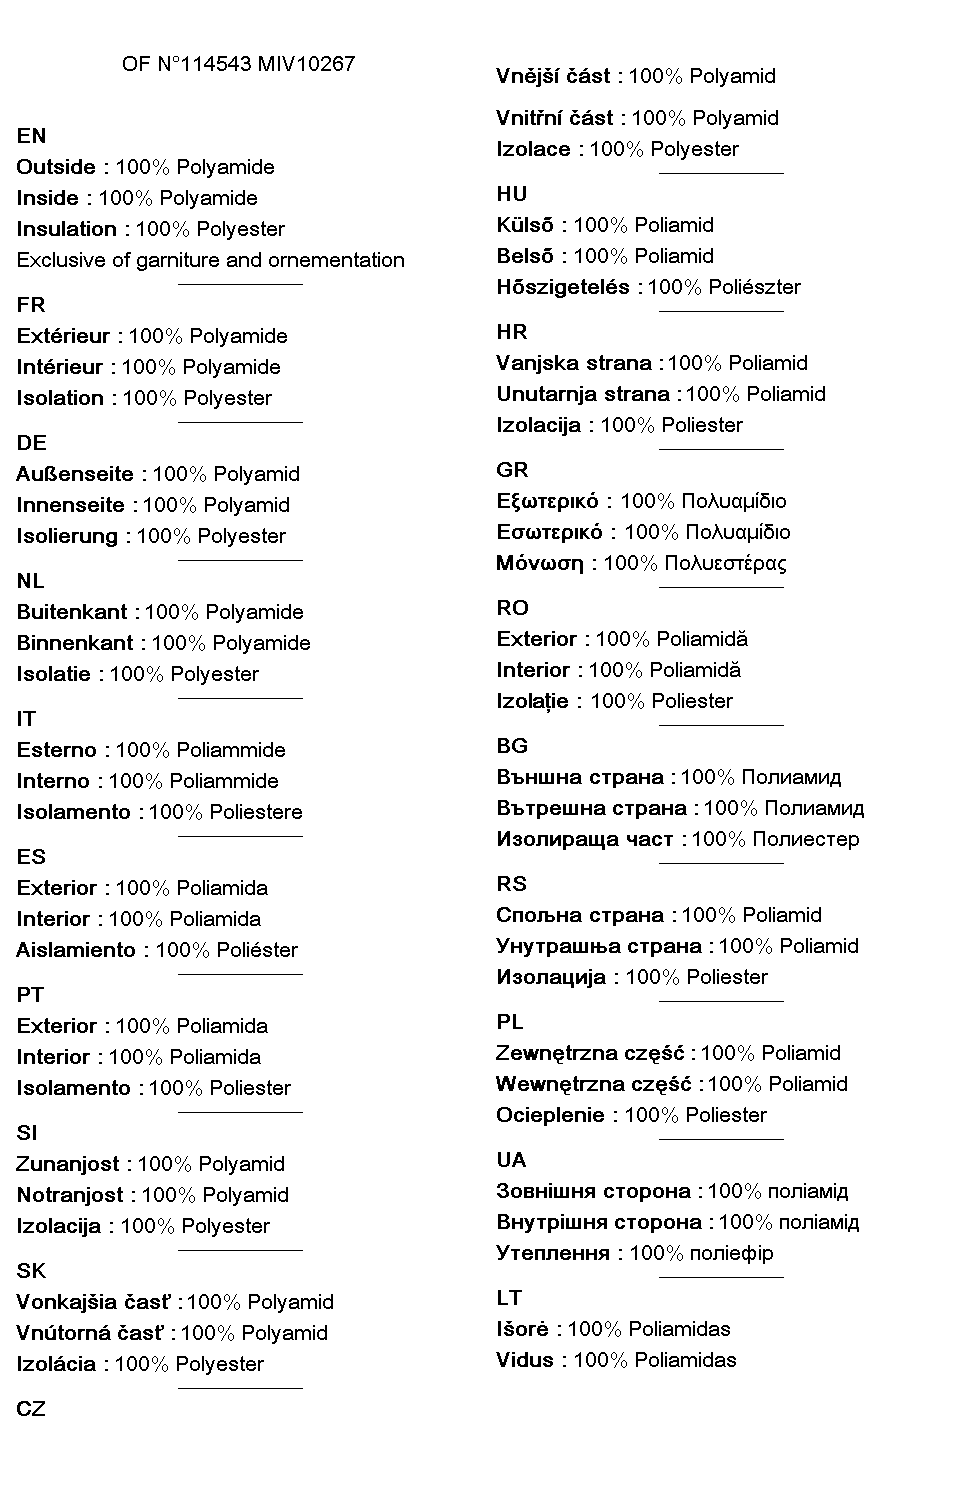 OF N°114543 MIV10267
EN
Outside : 100% Polyamide
Inside : 100% Polyamide
Insulation : 100% Polyester
Exclusive of garniture and ornementation
FR
Extérieur : 100% Polyamide
Intérieur : 100% Polyamide
Isolation : 100% Polyester
DE
Außenseite : 100% Polyamid
Innenseite : 100% Polyamid
Isolierung : 100% Polyester
NL
Buitenkant : 100% Polyamide
Binnenkant : 100% Polyamide
Isolatie : 100% Polyester
IT
Esterno : 100% Poliammide
Interno : 100% Poliammide
Isolamento : 100% Poliestere
ES
Exterior : 100% Poliamida
Interior : 100% Poliamida
Aislamiento : 100% Poliéster
PT
Exterior : 100% Poliamida
Interior : 100% Poliamida
Isolamento : 100% Poliester
SI
Zunanjost : 100% Polyamid
Notranjost : 100% Polyamid
Izolacija : 100% Polyester
SK
Vonkajšia časť : 100% Polyamid
Vnútorná časť : 100% Polyamid
Izolácia : 100% Polyester
CZ
Vnější část : 100% Polyamid
Vnitřní část : 100% Polyamid
Izolace : 100% Polyester
HU
Külső : 100% Poliamid
Belső : 100% Poliamid
Hőszigetelés : 100% Poliészter
HR
Vanjska strana : 100% Poliamid
Unutarnja strana : 100% Poliamid
Izolacija : 100% Poliester
GR
Εξωτερικό : 100% Πολυαμίδιο
Εσωτερικό : 100% Πολυαμίδιο
Μόνωση : 100% Πολυεστέρας
RO
Exterior : 100% Poliamidă
Interior : 100% Poliamidă
Izolație : 100% Poliester
BG
Външна страна : 100% Полиамид
Вътрешна страна : 100% Полиамид
Изолираща част : 100% Полиестер
RS
Спољна страна : 100% Poliamid
Унутрашња страна : 100% Poliamid
Изолација : 100% Poliester
PL
Zewnętrzna część : 100% Poliamid
Wewnętrzna część : 100% Poliamid
Ocieplenie : 100% Poliester
UA
Зовнішня сторона : 100% поліамід
Внутрішня сторона : 100% поліамід
Утеплення : 100% поліефір
LT
Išorė : 100% Poliamidas
Vidus : 100% Poliamidas